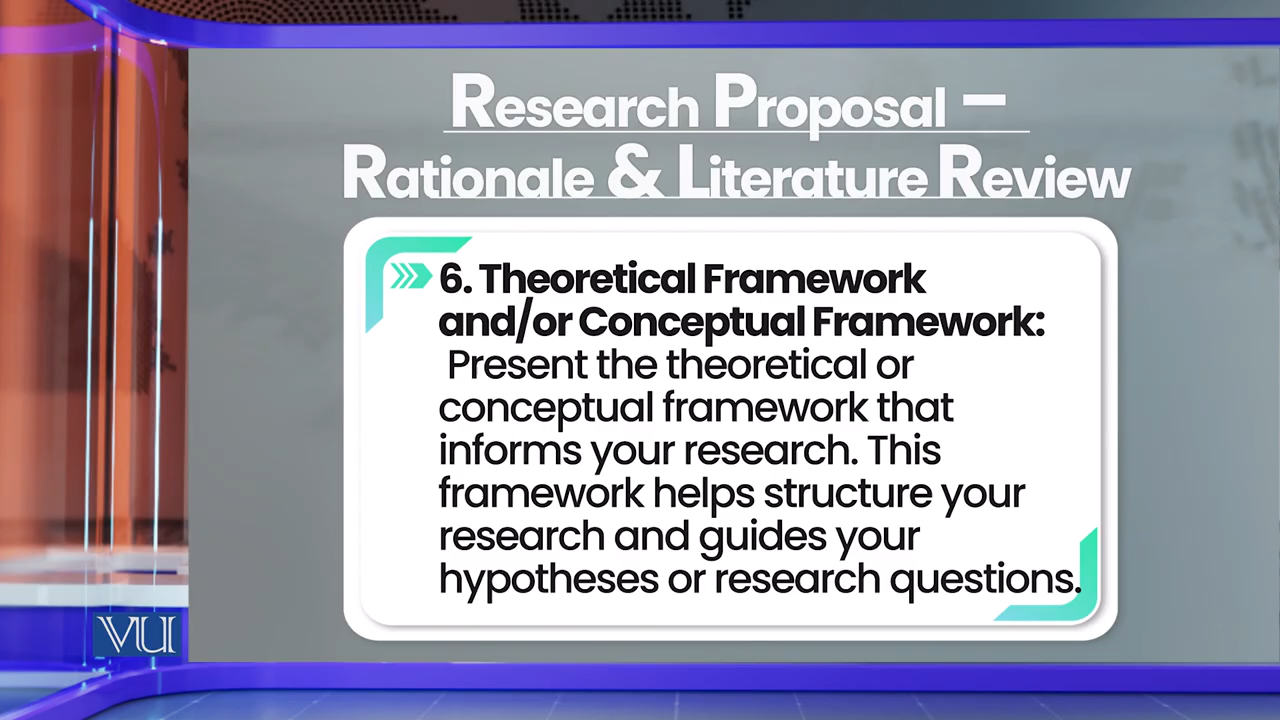 Research Proposal –
Rationale & Literature Review
6. Theoretical Framework
and/or Conceptual Framework:
Present the theoretical or
conceptual framework that
informs your research. This
framework helps structure your
research and guides your
hypotheses or research questions.
VU